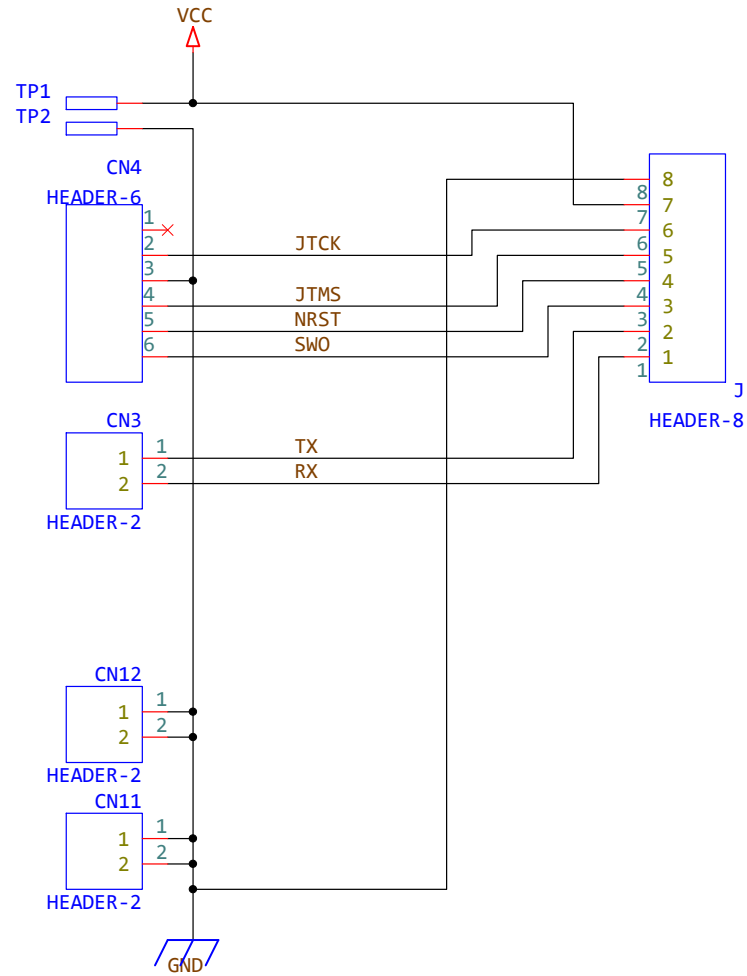 VCC
TP1
TP2
CN4
HEADER-6
1
2
3
4
5
6
JTCK
JTMS
NRST
SWO
8
8
7
7
6
6
5
5
4
4
3
3
2
2
1
1
J
HEADER-8
CN3
1 1
2 2
HEADER-2
TX
RX
CN12
1 1
2 2
HEADER-2
CN11
1 1
2 2
HEADER-2
GND